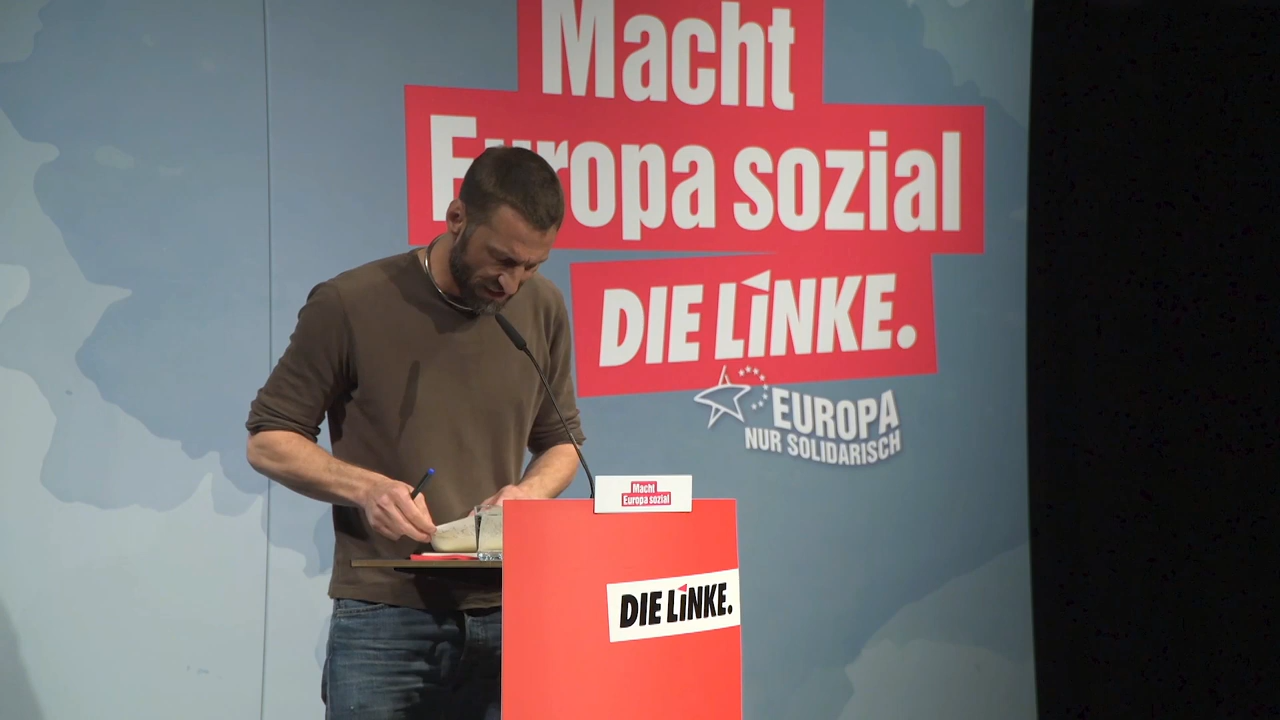 Macht
Europa sozial
DIE LINKE.
EUROPA
NUR SOLIDARISCH
Macht
Europa sozial
DIE LINKE.